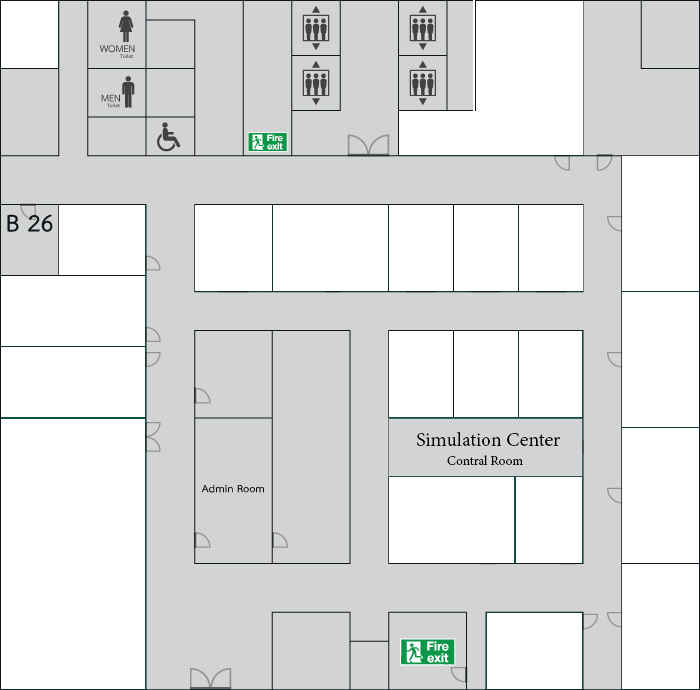 WOMEN
Toilet
MEN
Toilet
Fire
exit
B 26
Simulation Center
Contral Room
Admin Room
Fire
exit